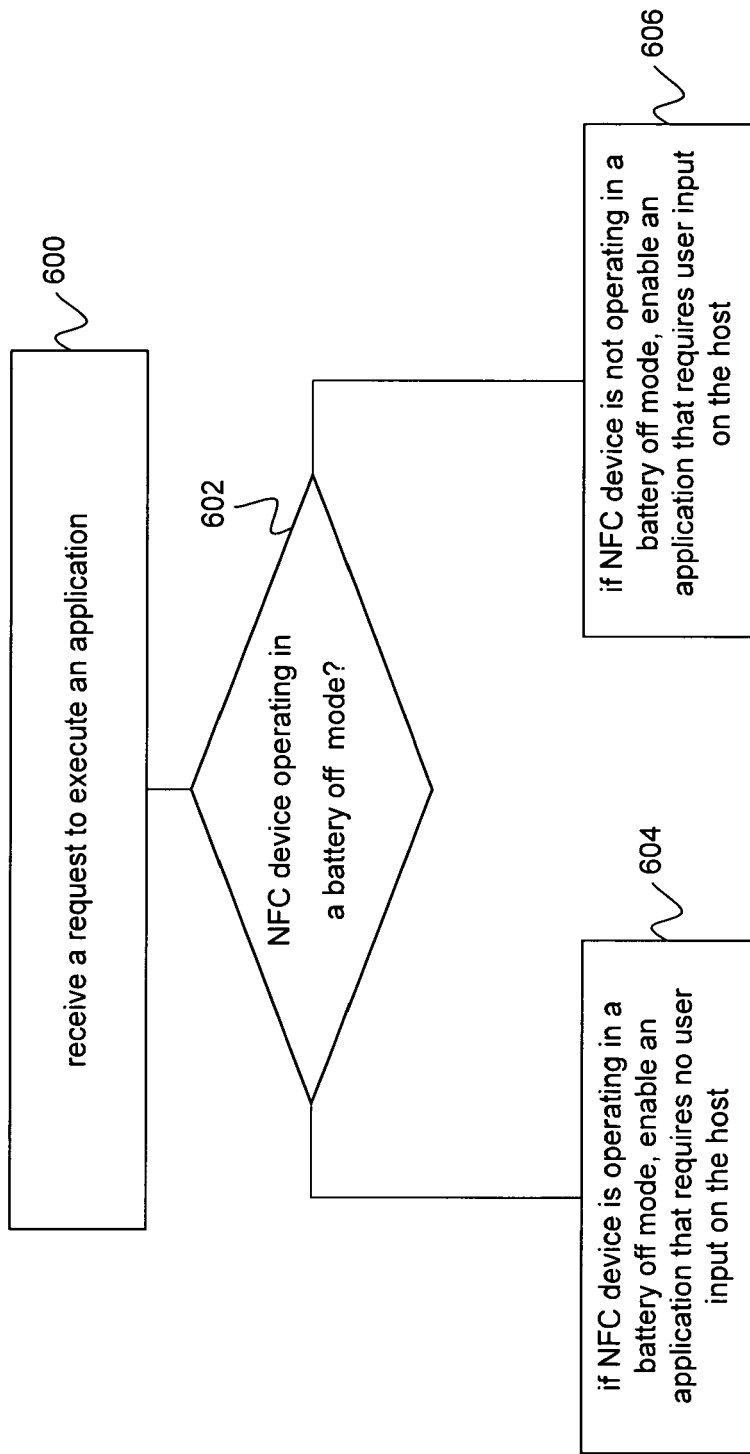 600
receive a request to execute an application
602
NFC device operating in
a battery off mode?
604
if NFC device is operating in a
battery off mode, enable an
application that requires no user
input on the host
606
if NFC device is not operating in a
battery off mode, enable an
application that requires user input
on the host